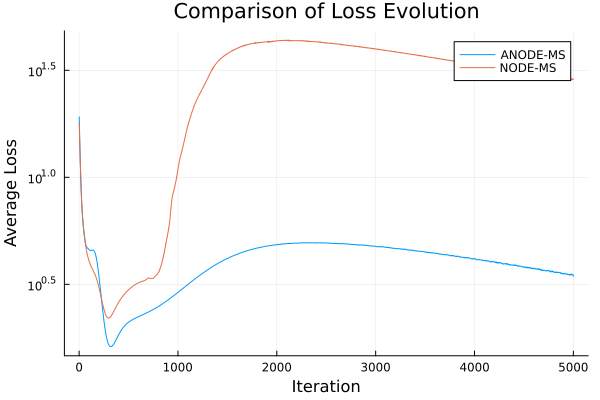 Comparison of Loss Evolution
ANODE-MS
NODE-MS
Average Loss
10^1.5
10^1.0
10^0.5
0 1000 2000 3000 4000 5000
Iteration